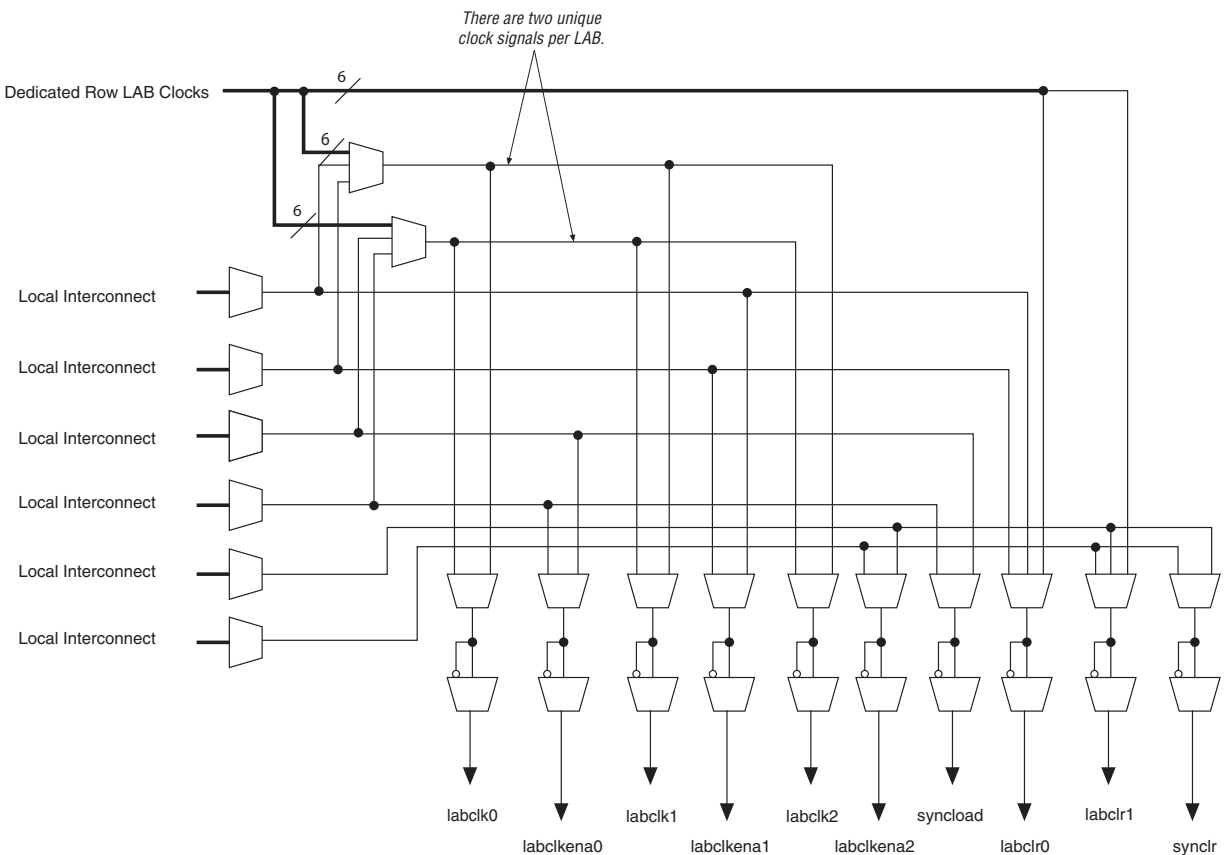 There are two unique
clock signals per LAB.
6
Dedicated Row LAB Clocks
6
6
Local Interconnect
Local Interconnect
Local Interconnect
Local Interconnect
Local Interconnect
Local Interconnect
labclk0
labclk1
labclk2
syncload
labclr1
labclkena0
labclkena1
labclkena2
labclr0
synclr